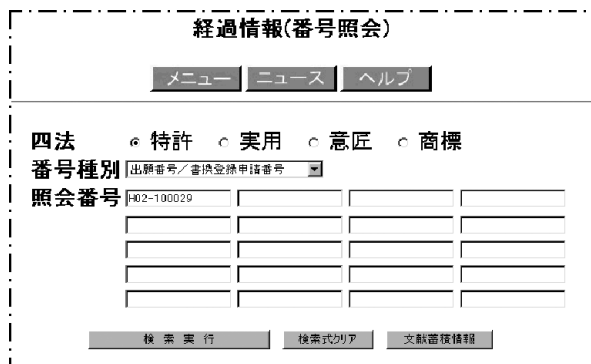 経過情報(番号照会)
メニュー ニュース ヘルプ
四法 特許 実用 意匠 商標
番号種別 出願番号／書換登録申請番号
照会番号 H02-100029
検索実行 検索式クリア 文献蓄積情報